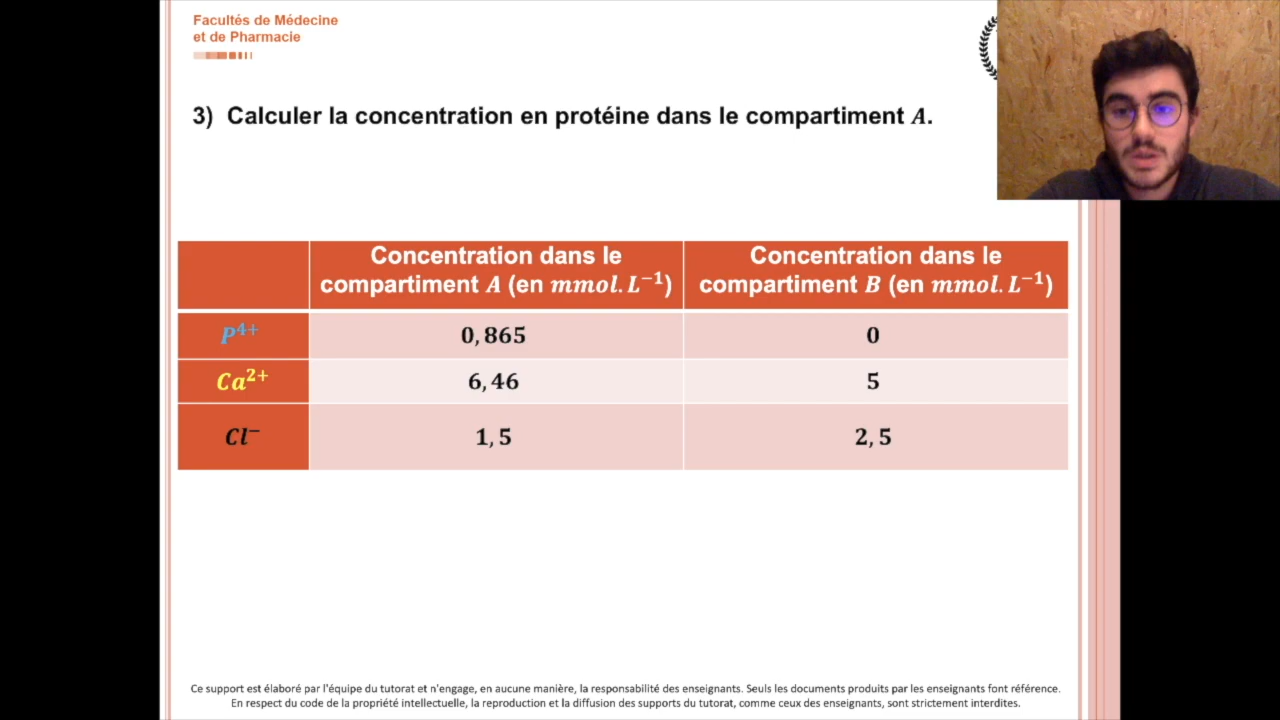 Facultés de Médecine
et de Pharmacie
3) Calculer la concentration en protéine dans le compartiment A.
Concentration dans le
compartiment A (en mmol.L⁻¹)
Concentration dans le
compartiment B (en mmol.L⁻¹)
P⁴⁺ 0,865 0
Ca²⁺ 6,46 5
Cl⁻ 1,5 2,5
Ce support est élaboré par l'équipe du tutorat et n'engage, en aucune manière, la responsabilité des enseignants. Seuls les documents produits par les enseignants font référence.
En respect du code de la propriété intellectuelle, la reproduction et la diffusion des supports du tutorat, comme ceux des enseignants, sont strictement interdites.